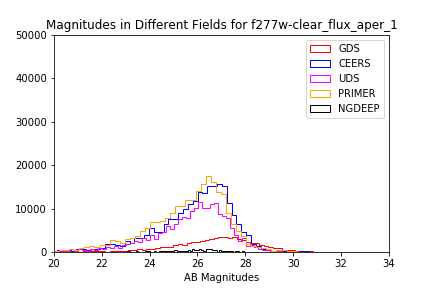 Magnitudes in Different Fields for f277w-clear_flux_aper_1
50000
40000
30000
20000
10000
0
GDS
CEERS
UDS
PRIMER
NGDEEP
20 22 24 26 28 30 32 34
AB Magnitudes